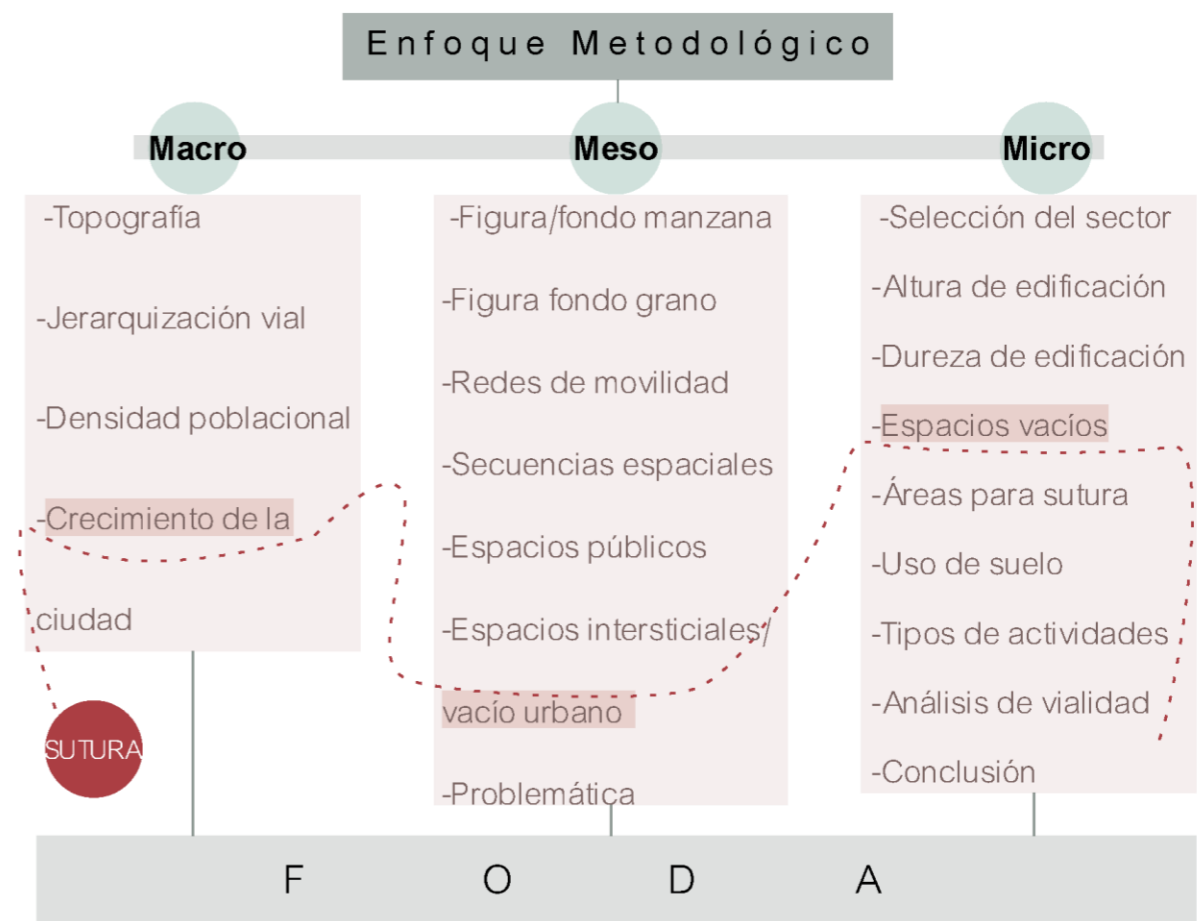 Enfoque Metodológico
Macro
-Topografía
-Jerarquización vial
-Densidad poblacional
-Crecimiento de la
ciudad
SUTURA
Meso
-Figura/fondo manzana
-Figura fondo grano
-Redes de movilidad
-Secuencias espaciales
-Espacios públicos
-Espacios intersticiales/
vacío urbano
-Problemática
Micro
-Selección del sector
-Altura de edificación
-Dureza de edificación
-Espacios vacíos
-Áreas para sutura
-Uso de suelo
-Tipos de actividades
-Análisis de vialidad
-Conclusión
F O D A